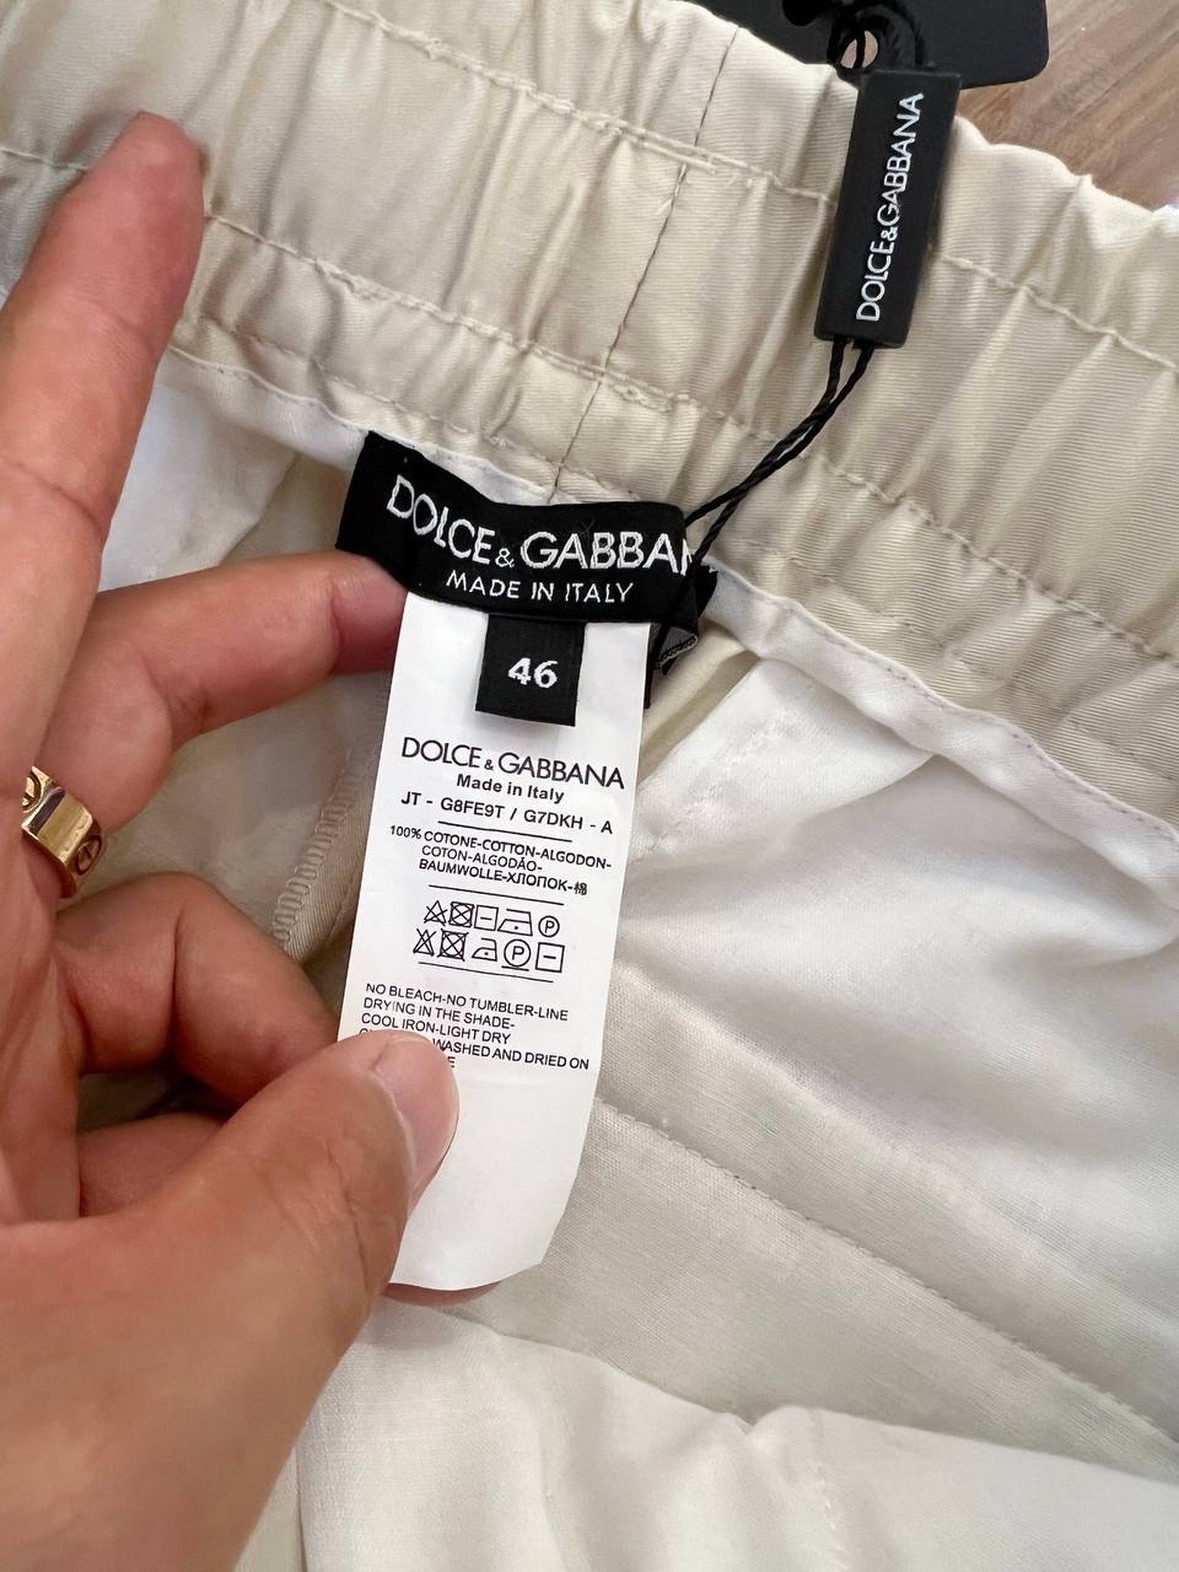 DOLCE&GABBANA
DOLCE&GABBAN
MADE IN ITALY
46
DOLCE&GABBANA
Made in Italy
JT - G8FE9T / G7DKH - A
100% COTONE-COTTON-ALGODON-
COTON-ALGODÃO-
BAUMWOLLE-ХЛОПОК-棉
P
P
NO BLEACH-NO TUMBLER-LINE
DRYING IN THE SHADE-
COOL IRON-LIGHT DRY
WASHED AND DRIED ON